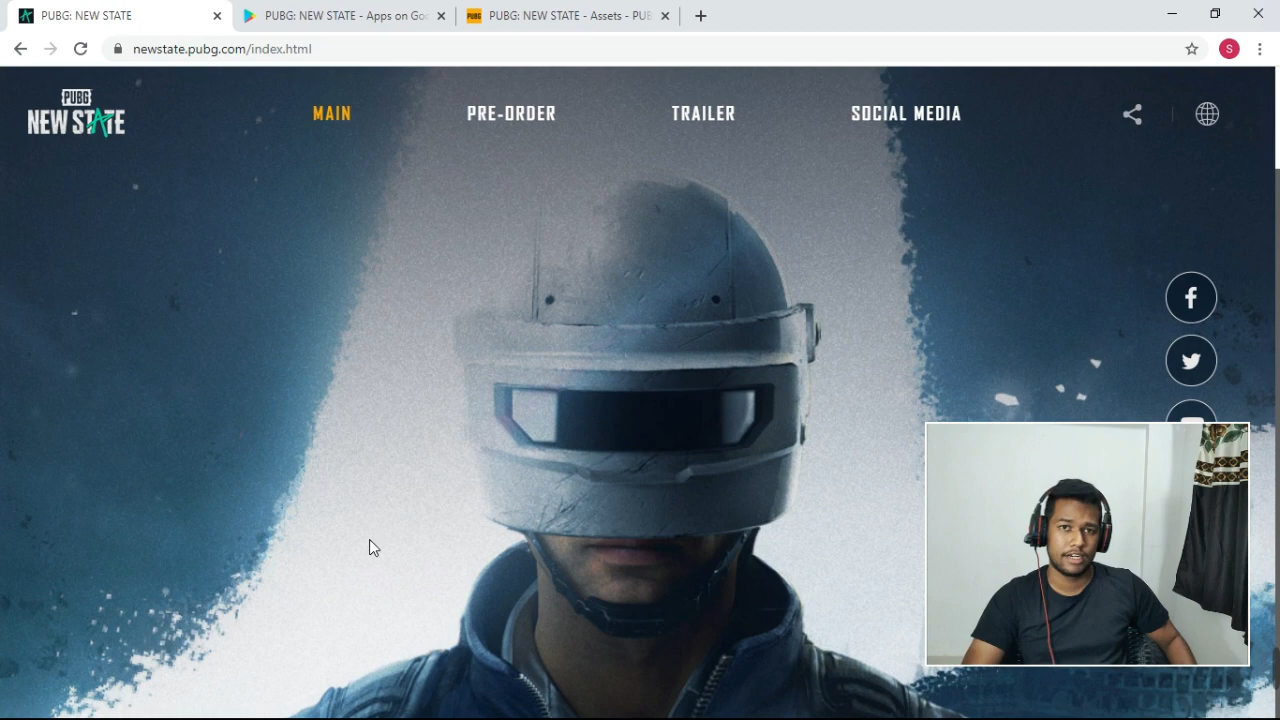 PUBG: NEW STATE
PUBG: NEW STATE - Apps on Go
PUBG: NEW STATE - Assets - PUB
newstate.pubg.com/index.html
S
PUBG
NEW STATE
MAIN
PRE-ORDER
TRAILER
SOCIAL MEDIA